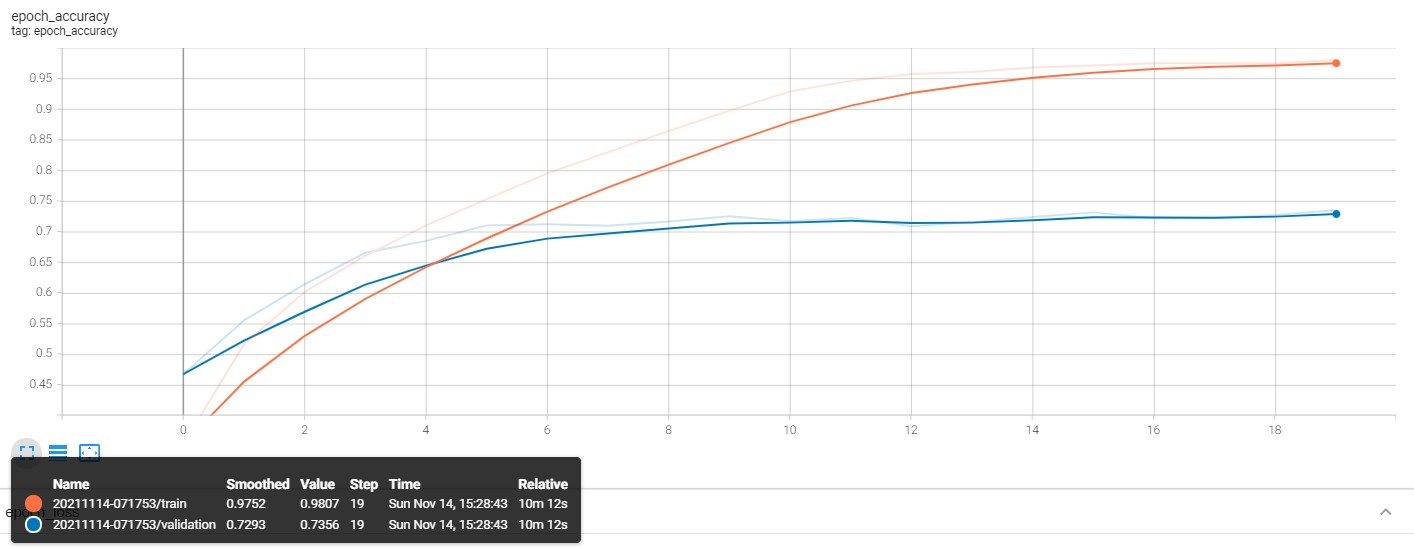 epoch_accuracy
tag: epoch_accuracy
0.95
0.9
0.85
0.8
0.75
0.7
0.65
0.6
0.55
0.5
0.45
0 2 4 6 8 10 12 14 16 18
Name Smoothed Value Step Time Relative
20211114-071753/train 0.9752 0.9807 19 Sun Nov 14, 15:28:43 10m 12s
epoch_loss
20211114-071753/validation 0.7293 0.7356 19 Sun Nov 14, 15:28:43 10m 12s